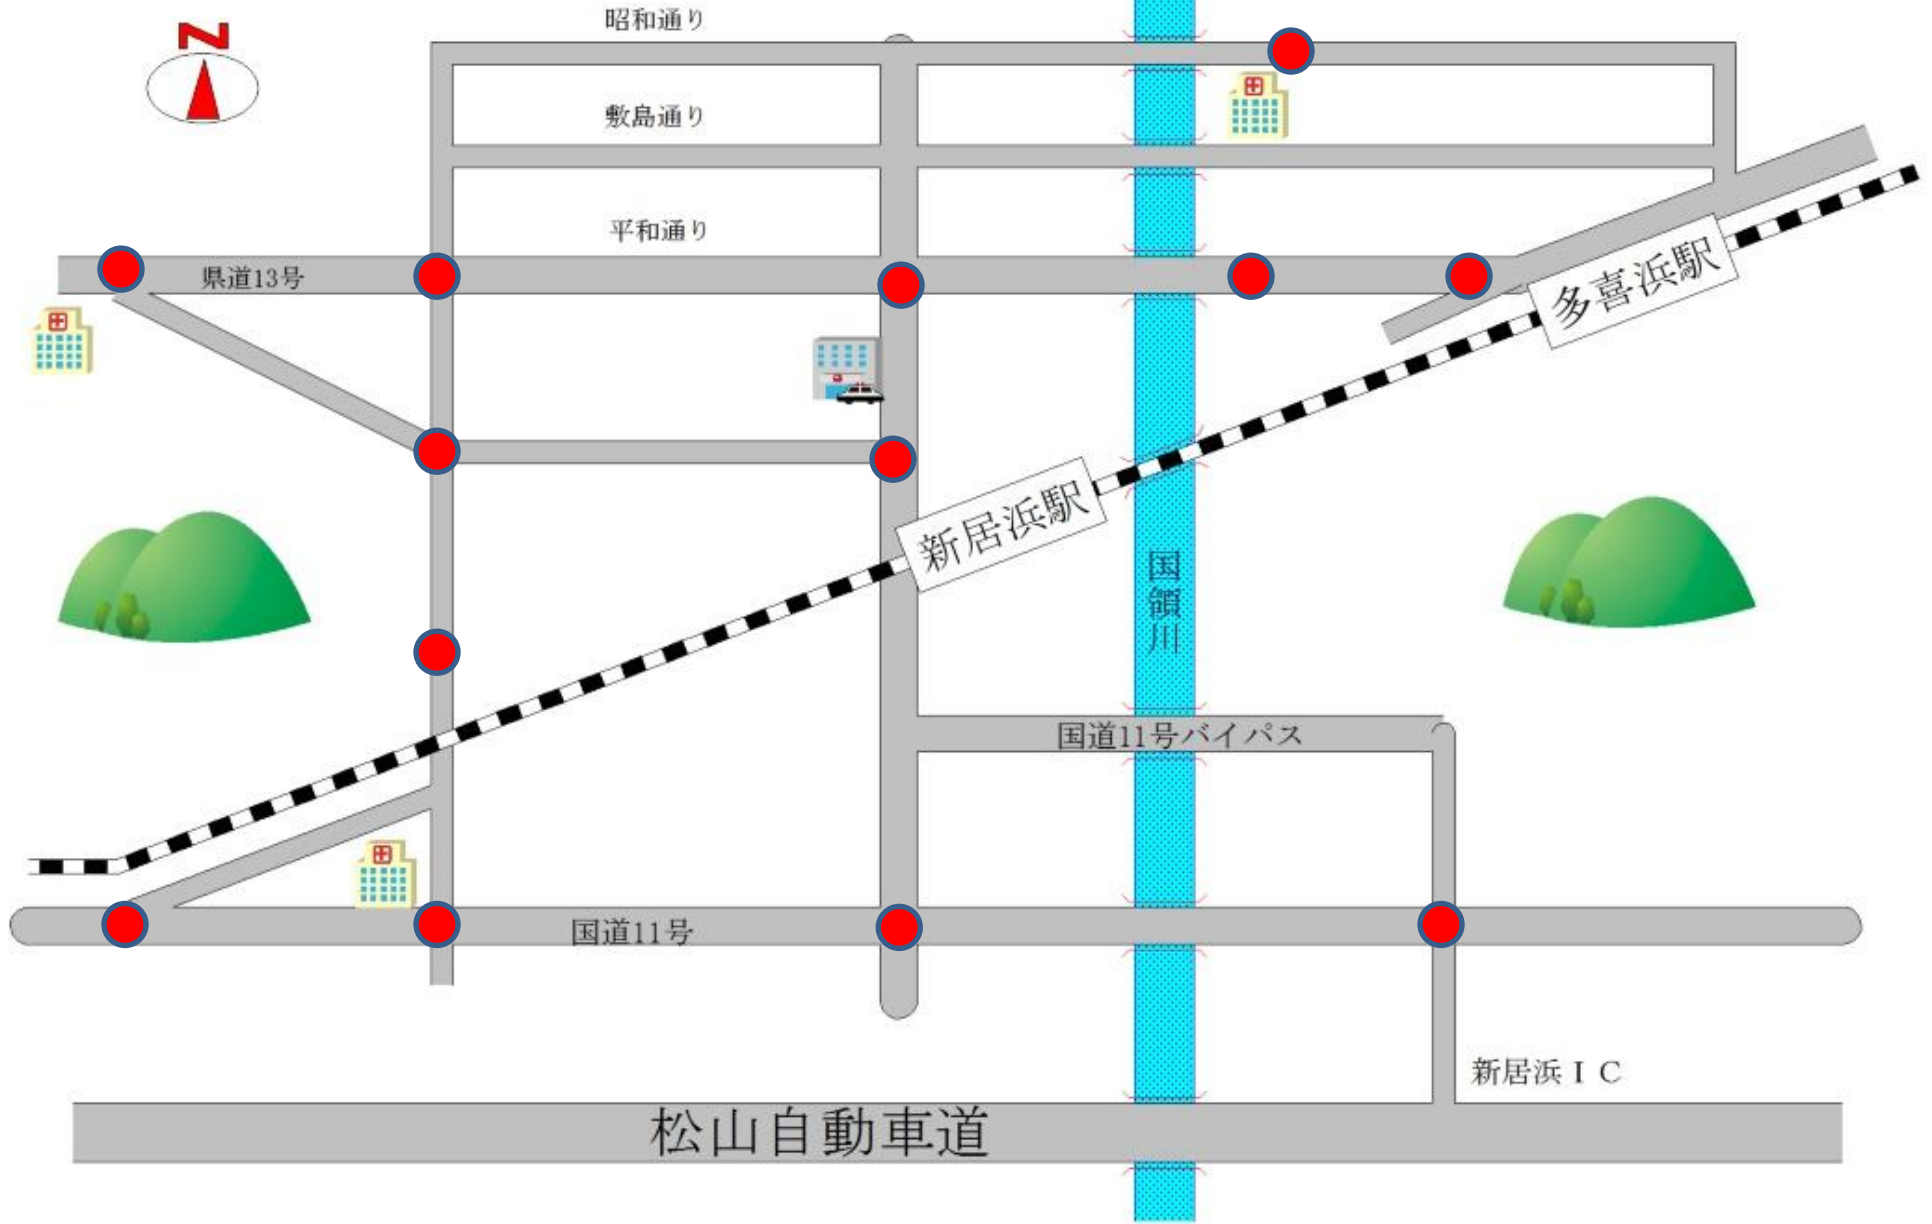 昭和通り
N
敷島通り
平和通り
県道13号
多喜浜駅
新居浜駅
国領川
国道11号バイパス
国道11号
新居浜ＩＣ
松山自動車道